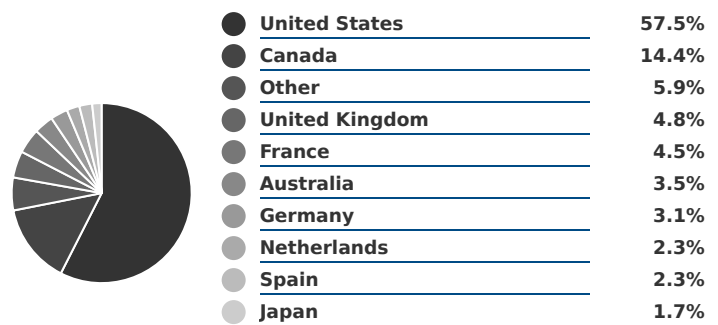 United States 57.5%
Canada 14.4%
Other 5.9%
United Kingdom 4.8%
France 4.5%
Australia 3.5%
Germany 3.1%
Netherlands 2.3%
Spain 2.3%
Japan 1.7%